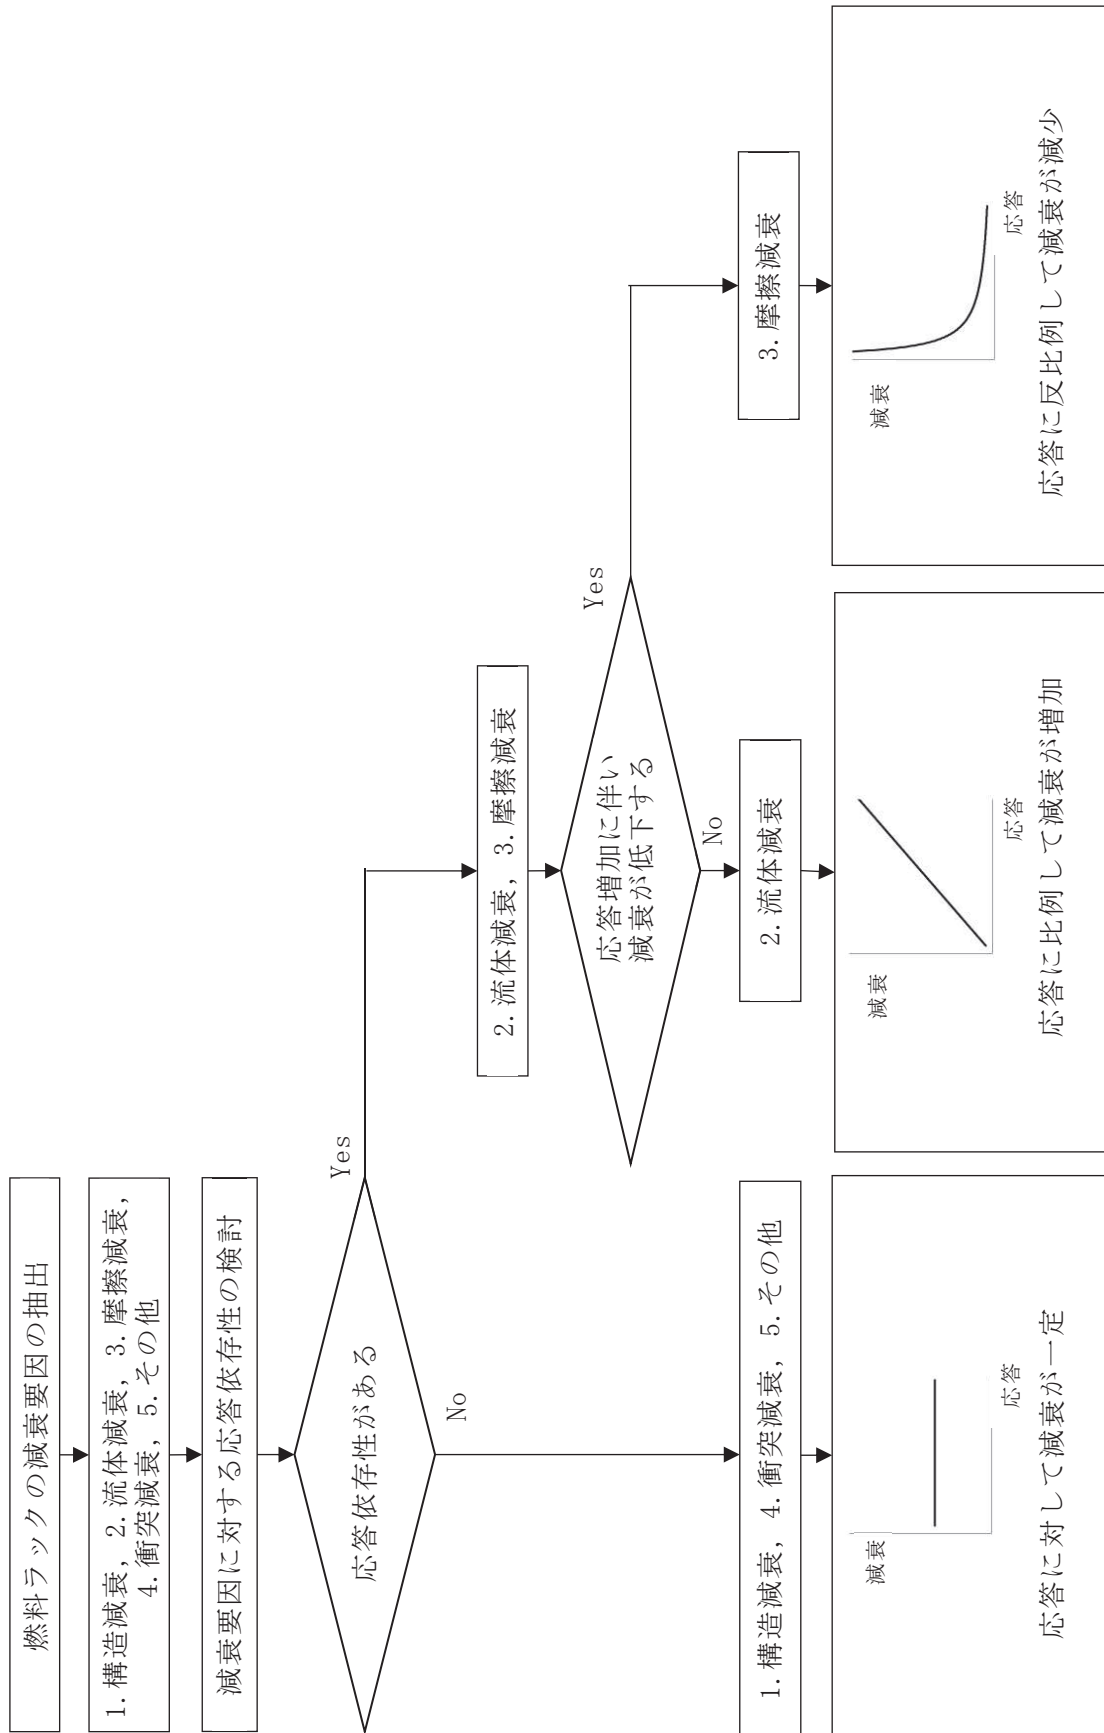 燃料ラックの減衰要因の抽出
1.構造減衰, 2.流体減衰, 3.摩擦減衰,
4.衝突減衰, 5.その他
減衰要因に対する応答依存性の検討
応答依存性がある
Yes
No
2.流体減衰, 3.摩擦減衰
応答増加に伴い
減衰が低下する
Yes
No
1.構造減衰, 4.衝突減衰, 5.その他
2.流体減衰
3.摩擦減衰
減衰
応答
応答に対して減衰が一定
減衰
応答
応答に比例して減衰が増加
減衰
応答
応答に反比例して減衰が減少